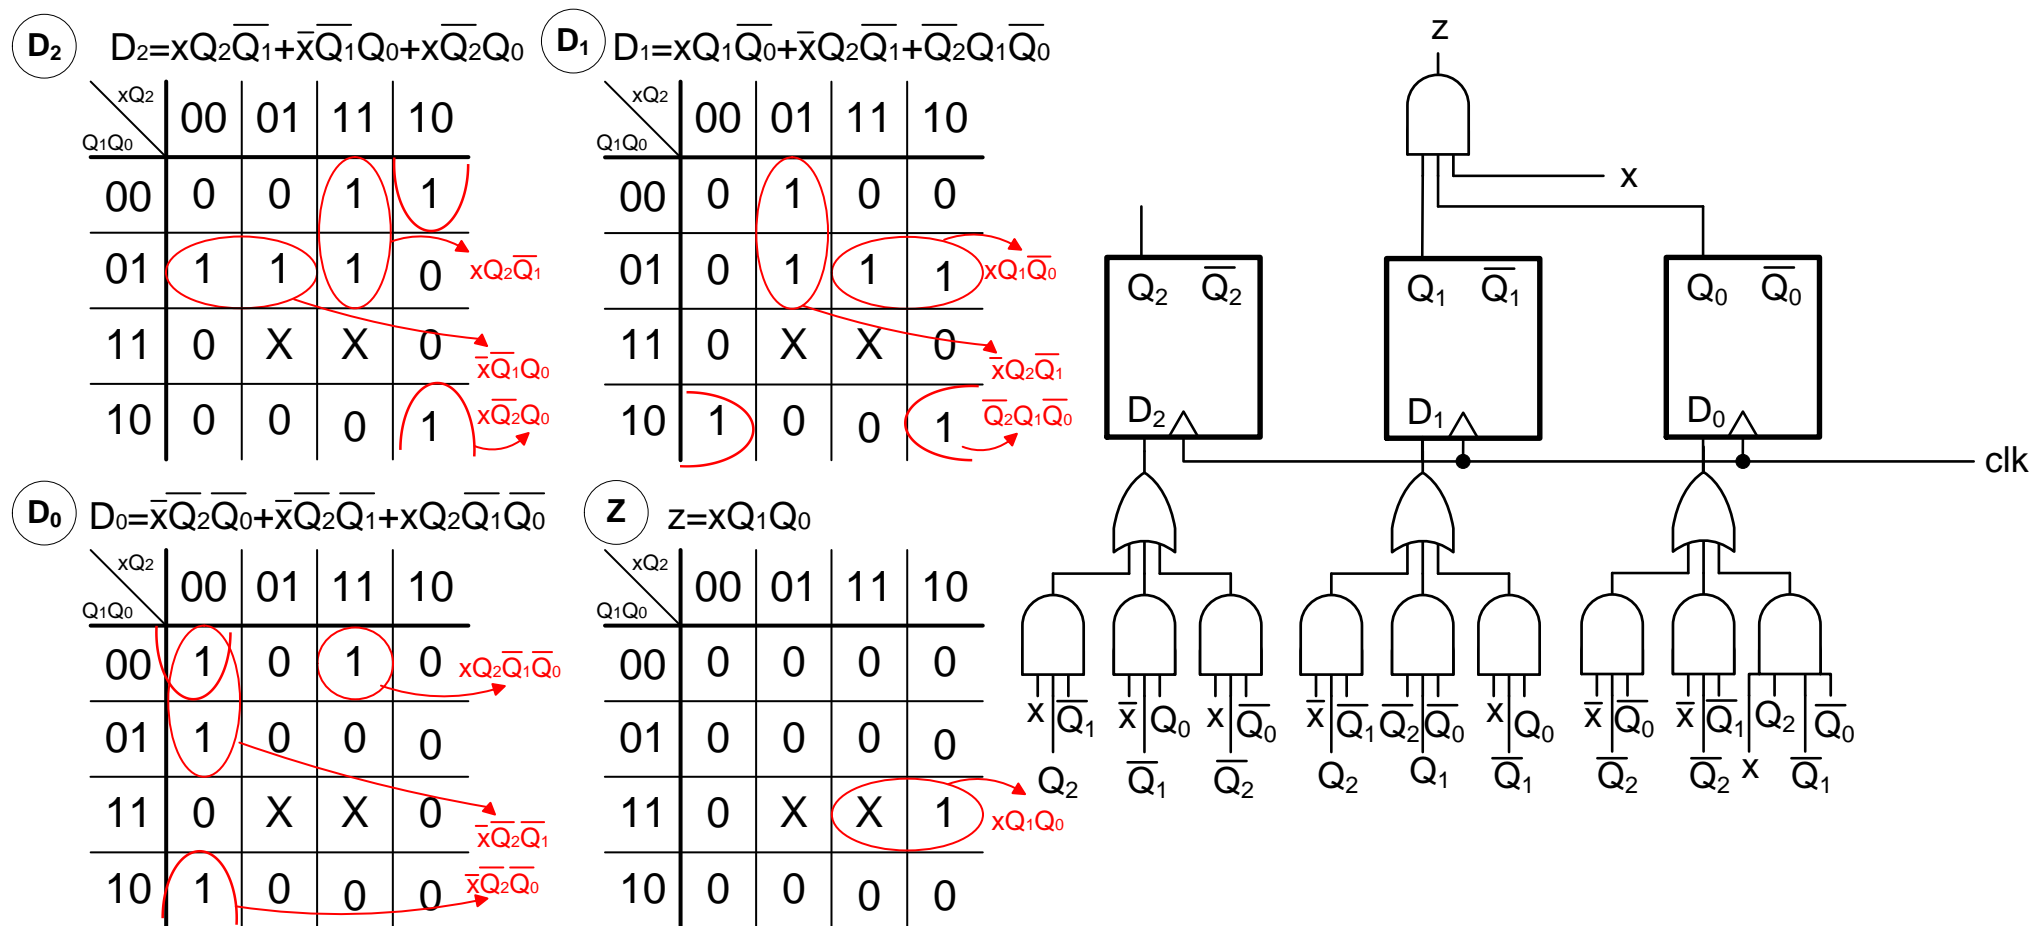 D₂ D₂=xQ₂Q̅₁+x̅Q̅₁Q₀+xQ̅₂Q₀
xQ₂ 00 01 11 10
Q₁Q₀
00 0 0 1 1
01 1 1 1 0 xQ₂Q̅₁
11 0 X X 0 x̅Q̅₁Q₀
10 0 0 0 1 xQ̅₂Q₀
D₁ D₁=xQ₁Q̅₀+x̅Q₂Q̅₁+Q̅₂Q₁Q̅₀
xQ₂ 00 01 11 10
Q₁Q₀
00 0 1 0 0
01 0 1 1 1 xQ₁Q̅₀
11 0 X X 0 x̅Q₂Q̅₁
10 1 0 0 1 Q̅₂Q₁Q̅₀
D₀ D₀=x̅Q̅₂Q̅₀+x̅Q̅₂Q̅₁+xQ₂Q̅₁Q̅₀
xQ₂ 00 01 11 10
Q₁Q₀
00 1 0 1 0 xQ₂Q̅₁Q̅₀
01 1 0 0 0
11 0 X X 0 x̅Q̅₂Q̅₁
10 1 0 0 0 x̅Q̅₂Q̅₀
Z z=xQ₁Q₀
xQ₂ 00 01 11 10
Q₁Q₀
00 0 0 0 0
01 0 0 0 0
11 0 X X 1 xQ₁Q₀
10 0 0 0 0
z
x
Q₂ Q̅₂ Q₁ Q̅₁ Q₀ Q̅₀
D₂ D₁ D₀
clk
x Q̅₁ x̅ Q₀ x Q̅₀ x̅ Q̅₁ Q̅₂ Q̅₀ x Q₀ x̅ Q̅₀ x̅ Q̅₁ Q₂ Q̅₀
Q₂ Q̅₁ Q̅₂ Q₂ Q₁ Q̅₁ Q̅₂ Q̅₂ x Q̅₁